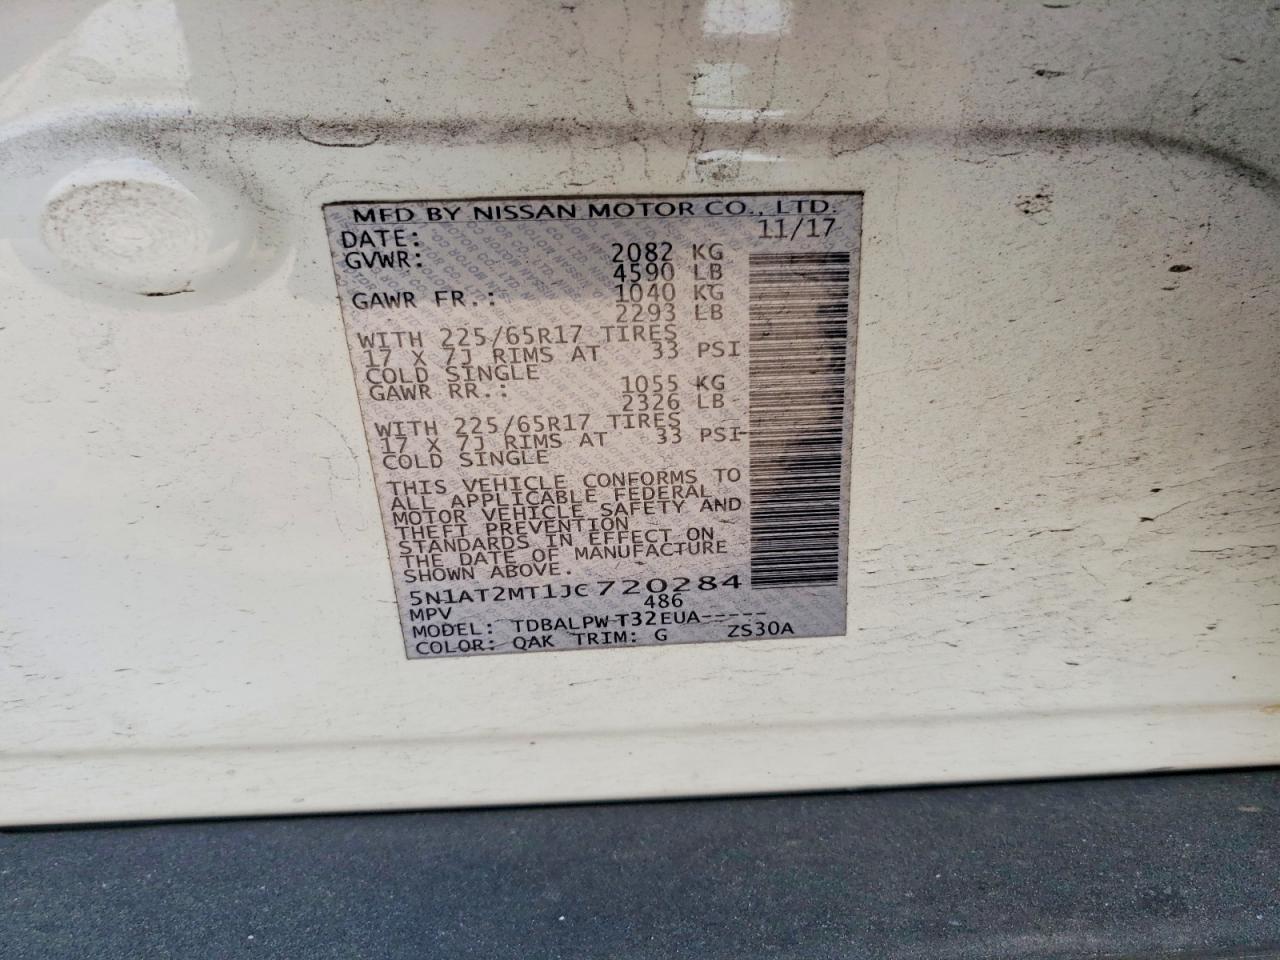 MFD BY NISSAN MOTOR CO., LTD.
DATE: 11/17
GVWR: 2082 KG
4590 LB
GAWR FR.: 1040 KG
2293 LB
WITH 225/65R17 TIRES
17 X 7J RIMS AT 33 PSI
COLD SINGLE
GAWR RR.: 1055 KG
2326 LB
WITH 225/65R17 TIRES
17 X 7J RIMS AT 33 PSI
COLD SINGLE
THIS VEHICLE CONFORMS TO
ALL APPLICABLE FEDERAL
MOTOR VEHICLE SAFETY AND
THEFT PREVENTION
STANDARDS IN EFFECT ON
THE DATE OF MANUFACTURE
SHOWN ABOVE.
5N1AT2MT1JC720284
MPV 486
MODEL: TDBALPW-T32EUA-----
COLOR: QAK TRIM: G ZS30A